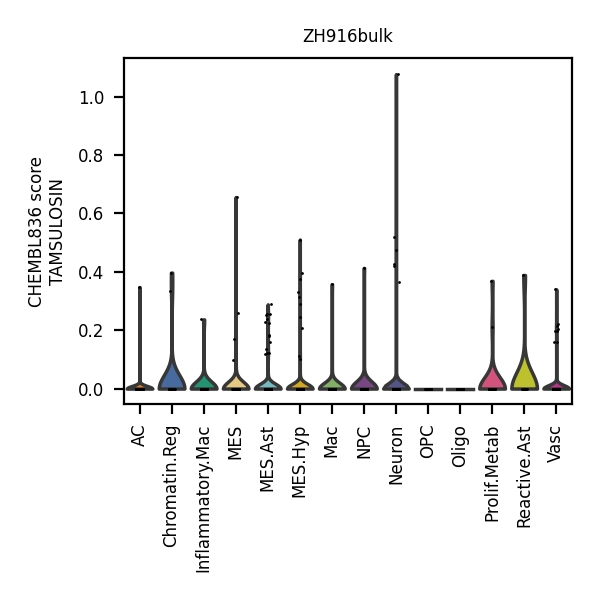 ZH916bulk
CHEMBL836 score
TAMSULOSIN
1.0
0.8
0.6
0.4
0.2
0.0
AC
Chromatin.Reg
Inflammatory.Mac
MES
MES.Ast
MES.Hyp
Mac
NPC
Neuron
OPC
Oligo
Prolif.Metab
Reactive.Ast
Vasc